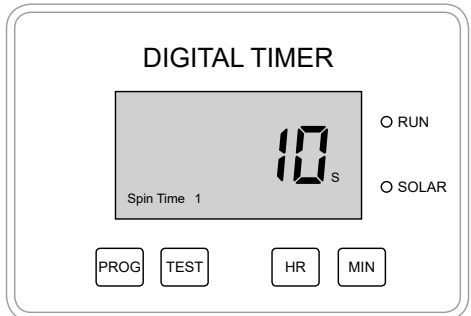 DIGITAL TIMER
RUN
10 S
SOLAR
Spin Time 1
PROG TEST HR MIN